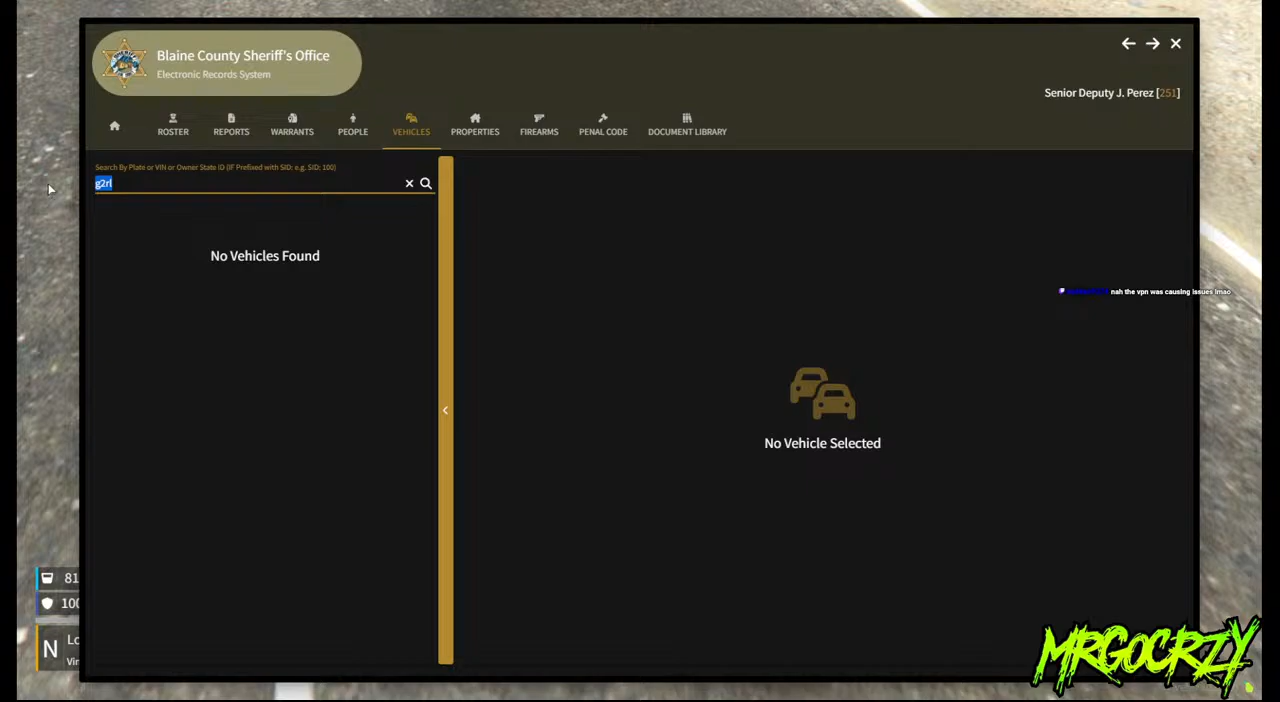 Blaine County Sheriff's Office
Electronic Records System
Senior Deputy J. Perez [251]
ROSTER
REPORTS
WARRANTS
PEOPLE
VEHICLES
PROPERTIES
FIREARMS
PENAL CODE
DOCUMENT LIBRARY
Search By Plate or VIN or Owner State ID (IF Prefixed with SID: e.g. SID: 100)
g2rl
No Vehicles Found
nah the vpn was causing issues lmao
No Vehicle Selected
81
100
N
Lo
Vin
MRGOCRZY